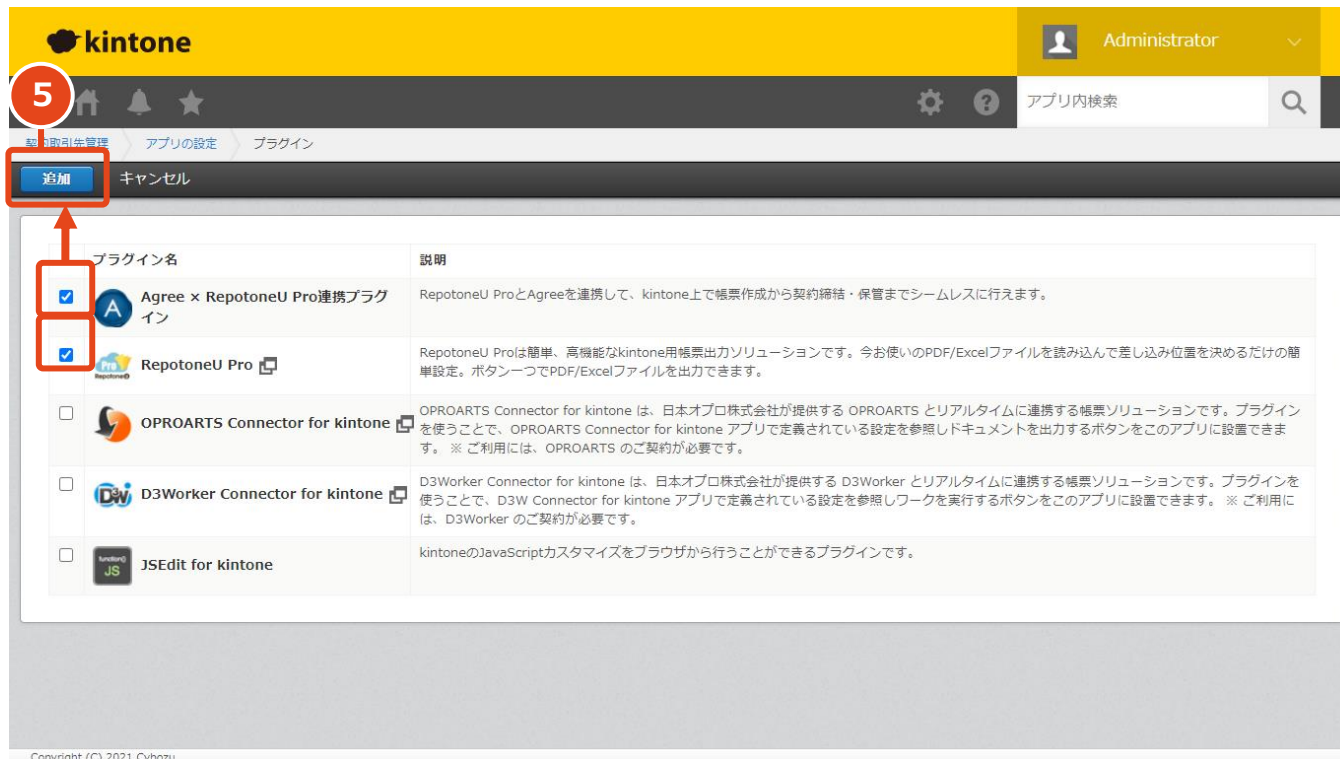 kintone
Administrator
5
アプリ内検索
契約取引先管理
アプリの設定
プラグイン
追加
キャンセル
プラグイン名
説明
Agree × RepotoneU Pro連携プラグ
イン
RepotoneU ProとAgreeを連携して、kintone上で帳票作成から契約締結・保管までシームレスに行えます。
RepotoneU Pro
RepotoneU Proは簡単、高機能なkintone用帳票出力ソリューションです。今お使いのPDF/Excelファイルを読み込んで差し込み位置を決めるだけの簡
単設定。ボタン一つでPDF/Excelファイルを出力できます。
OPROARTS Connector for kintone
OPROARTS Connector for kintone は、日本オプロ株式会社が提供する OPROARTS とリアルタイムに連携する帳票ソリューションです。プラグイン
を使うことで、OPROARTS Connector for kintone アプリで定義されている設定を参照しドキュメントを出力するボタンをこのアプリに設置できま
す。 ※ ご利用には、OPROARTS のご契約が必要です。
D3W
D3Worker Connector for kintone
D3Worker Connector for kintone は、日本オプロ株式会社が提供する D3Worker とリアルタイムに連携する帳票ソリューションです。プラグインを
使うことで、D3W Connector for kintone アプリで定義されている設定を参照しワークを実行するボタンをこのアプリに設置できます。 ※ ご利用に
は、D3Worker のご契約が必要です。
JS
JSEdit for kintone
kintoneのJavaScriptカスタマイズをブラウザから行うことができるプラグインです。
Copyright (C) 2021 Cybozu